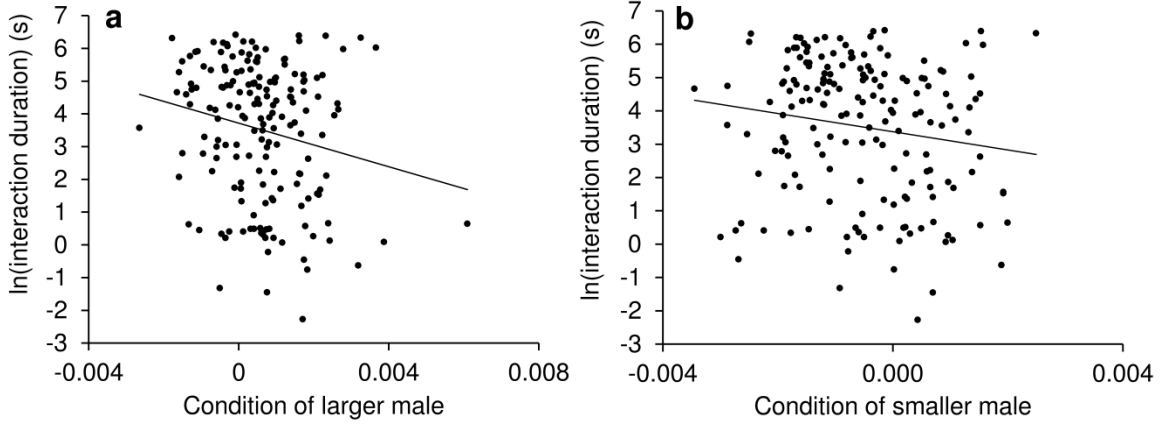 a
ln(interaction duration) (s)
7
6
5
4
3
2
1
0
-1
-2
-3
-0.004 0 0.004 0.008
Condition of larger male
b
ln(interaction duration) (s)
7
6
5
4
3
2
1
0
-1
-2
-3
-0.004 0.000 0.004
Condition of smaller male